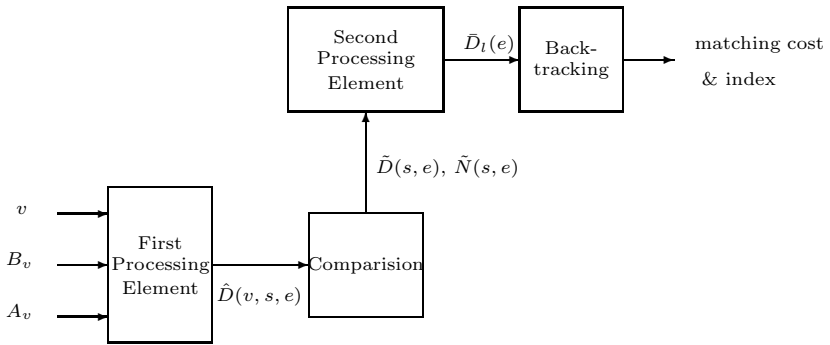 Second
Processing
Element
D̄_l(e)
Back-
tracking
matching cost
& index
D̃(s, e), Ñ(s, e)
v
B_v
A_v
First
Processing
Element
D̂(v, s, e)
Comparision